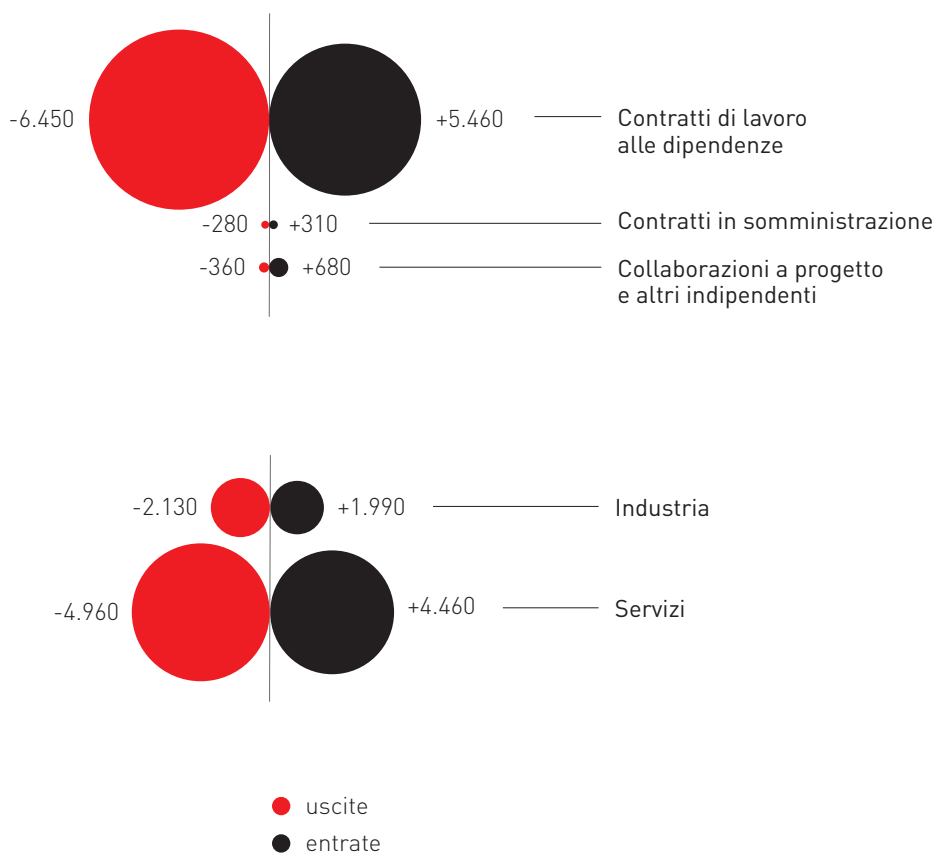 -6.450 +5.460 Contratti di lavoro
alle dipendenze
-280 +310 Contratti in somministrazione
-360 +680 Collaborazioni a progetto
e altri indipendenti
-2.130 +1.990 Industria
-4.960 +4.460 Servizi
uscite
entrate